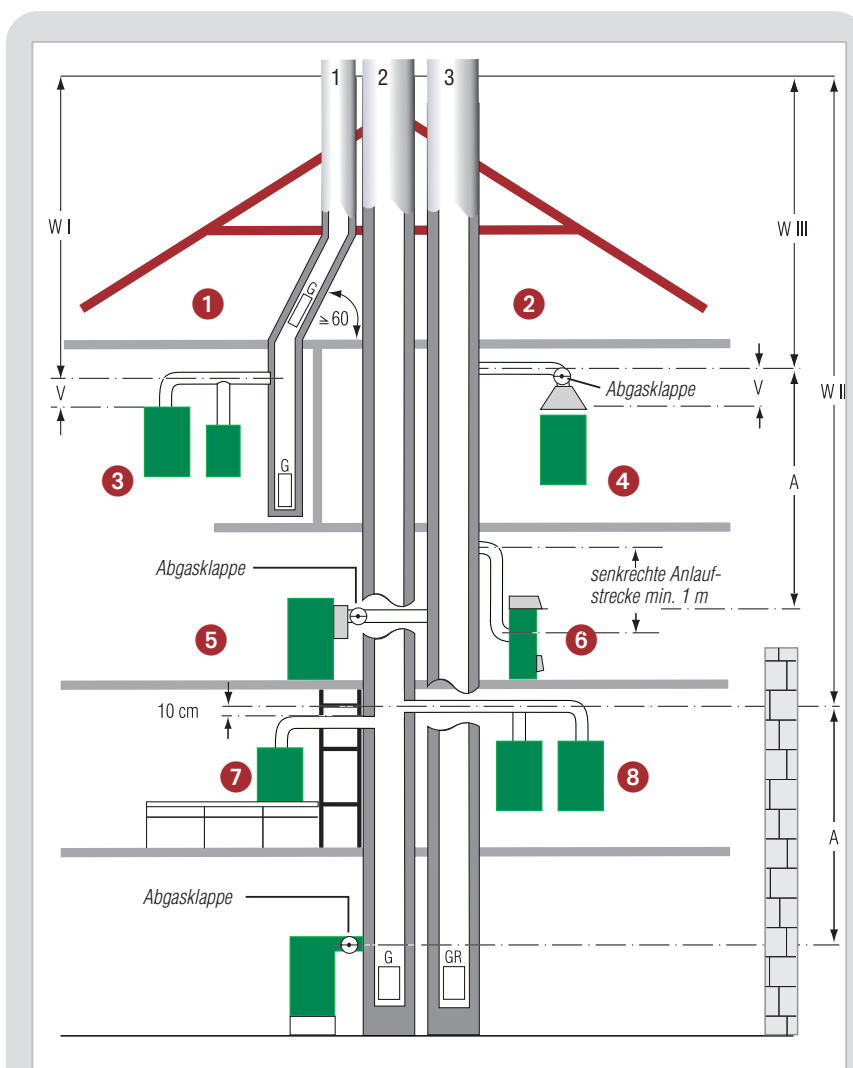 1 2 3
W I
W III
1
G
2
≥ 60
V
Abgasklappe
V
W II
3
G
4
A
Abgasklappe
senkrechte Anlauf-
strecke min. 1 m
5
6
10 cm
7
8
A
Abgasklappe
G
GR